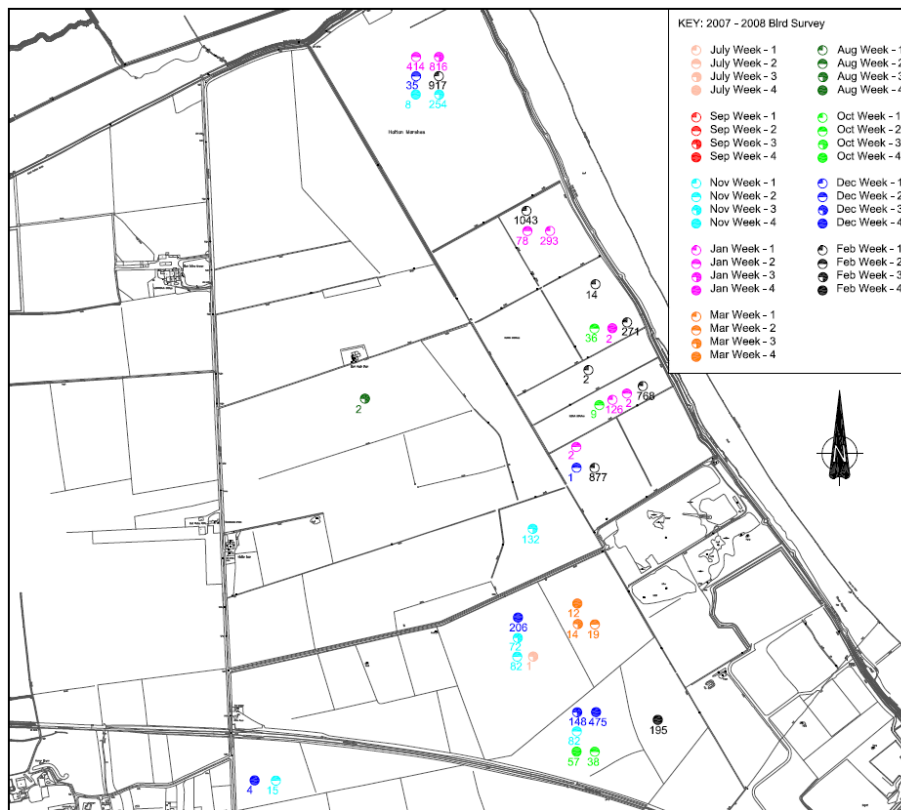 KEY: 2007 - 2008 BIrd Survey
July Week - 1
July Week - 2
July Week - 3
July Week - 4
Aug Week - 1
Aug Week - 2
Aug Week - 3
Aug Week - 4
Sep Week - 1
Sep Week - 2
Sep Week - 3
Sep Week - 4
Oct Week - 1
Oct Week - 2
Oct Week - 3
Oct Week - 4
Nov Week - 1
Nov Week - 2
Nov Week - 3
Nov Week - 4
Dec Week - 1
Dec Week - 2
Dec Week - 3
Dec Week - 4
Jan Week - 1
Jan Week - 2
Jan Week - 3
Jan Week - 4
Feb Week - 1
Feb Week - 2
Feb Week - 3
Feb Week - 4
Mar Week - 1
Mar Week - 2
Mar Week - 3
Mar Week - 4
414 816
35 917
8 254
1043
78 293
14
36 2 271
2
9 126 2 768
2
2
1 877
132
12
14 19
206
72
82 1
148 475
82
57 38
195
4 15
N